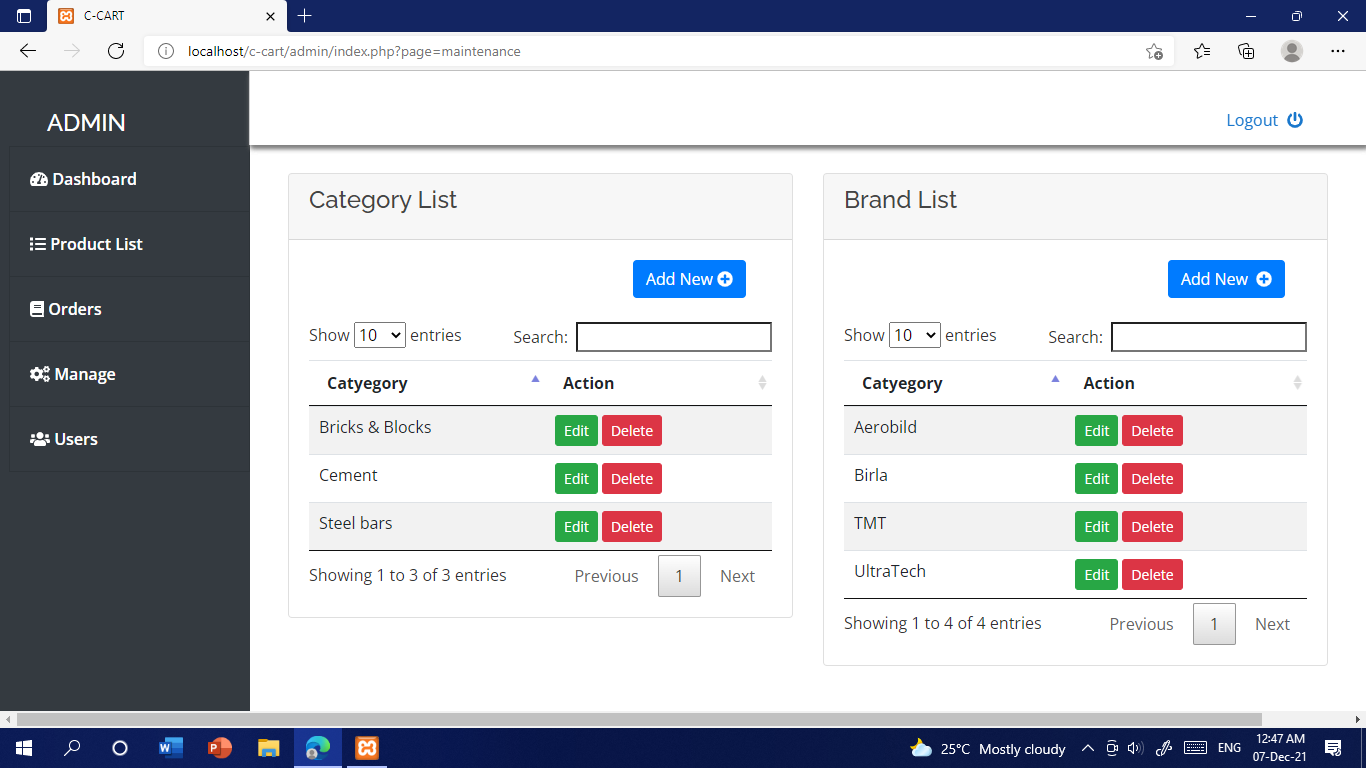 C-CART
localhost/c-cart/admin/index.php?page=maintenance
ADMIN
Logout
Dashboard
Product List
Orders
Manage
Users
Category List
Add New
Show 10 entries Search:
Catyegory Action
Bricks & Blocks Edit Delete
Cement Edit Delete
Steel bars Edit Delete
Showing 1 to 3 of 3 entries Previous 1 Next
Brand List
Add New
Show 10 entries Search:
Catyegory Action
Aerobild Edit Delete
Birla Edit Delete
TMT Edit Delete
UltraTech Edit Delete
Showing 1 to 4 of 4 entries Previous 1 Next
25°C Mostly cloudy
ENG
12:47 AM
07-Dec-21